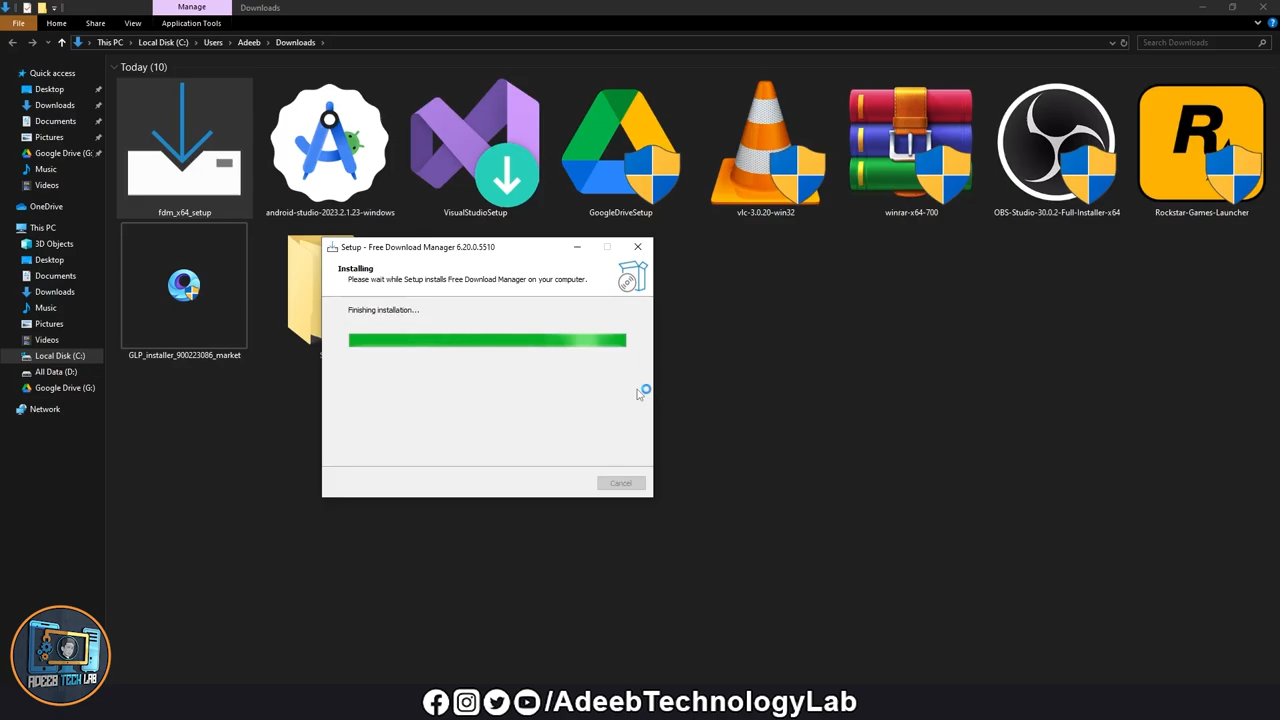 Manage
Downloads
File
Home
Share
View
Application Tools
This PC
Local Disk (C:)
Users
Adeeb
Downloads
Search Downloads
Quick access
Desktop
Downloads
Documents
Pictures
Google Drive (G:
Music
Videos
OneDrive
This PC
3D Objects
Desktop
Documents
Downloads
Music
Pictures
Videos
Local Disk (C:)
All Data (D:)
Google Drive (G:)
Network
Today (10)
fdm_x64_setup
android-studio-2023.2.1.23-windows
VisualStudioSetup
GoogleDriveSetup
vlc-3.0.20-win32
winrar-x64-700
OBS-Studio-30.0.2-Full-Installer-x64
R
Rockstar-Games-Launcher
GLP_installer_900223086_market
Setup - Free Download Manager 6.20.0.5510
Installing
Please wait while Setup installs Free Download Manager on your computer.
Finishing installation...
Cancel
ADEEB TECH LAB
/AdeebTechnologyLab